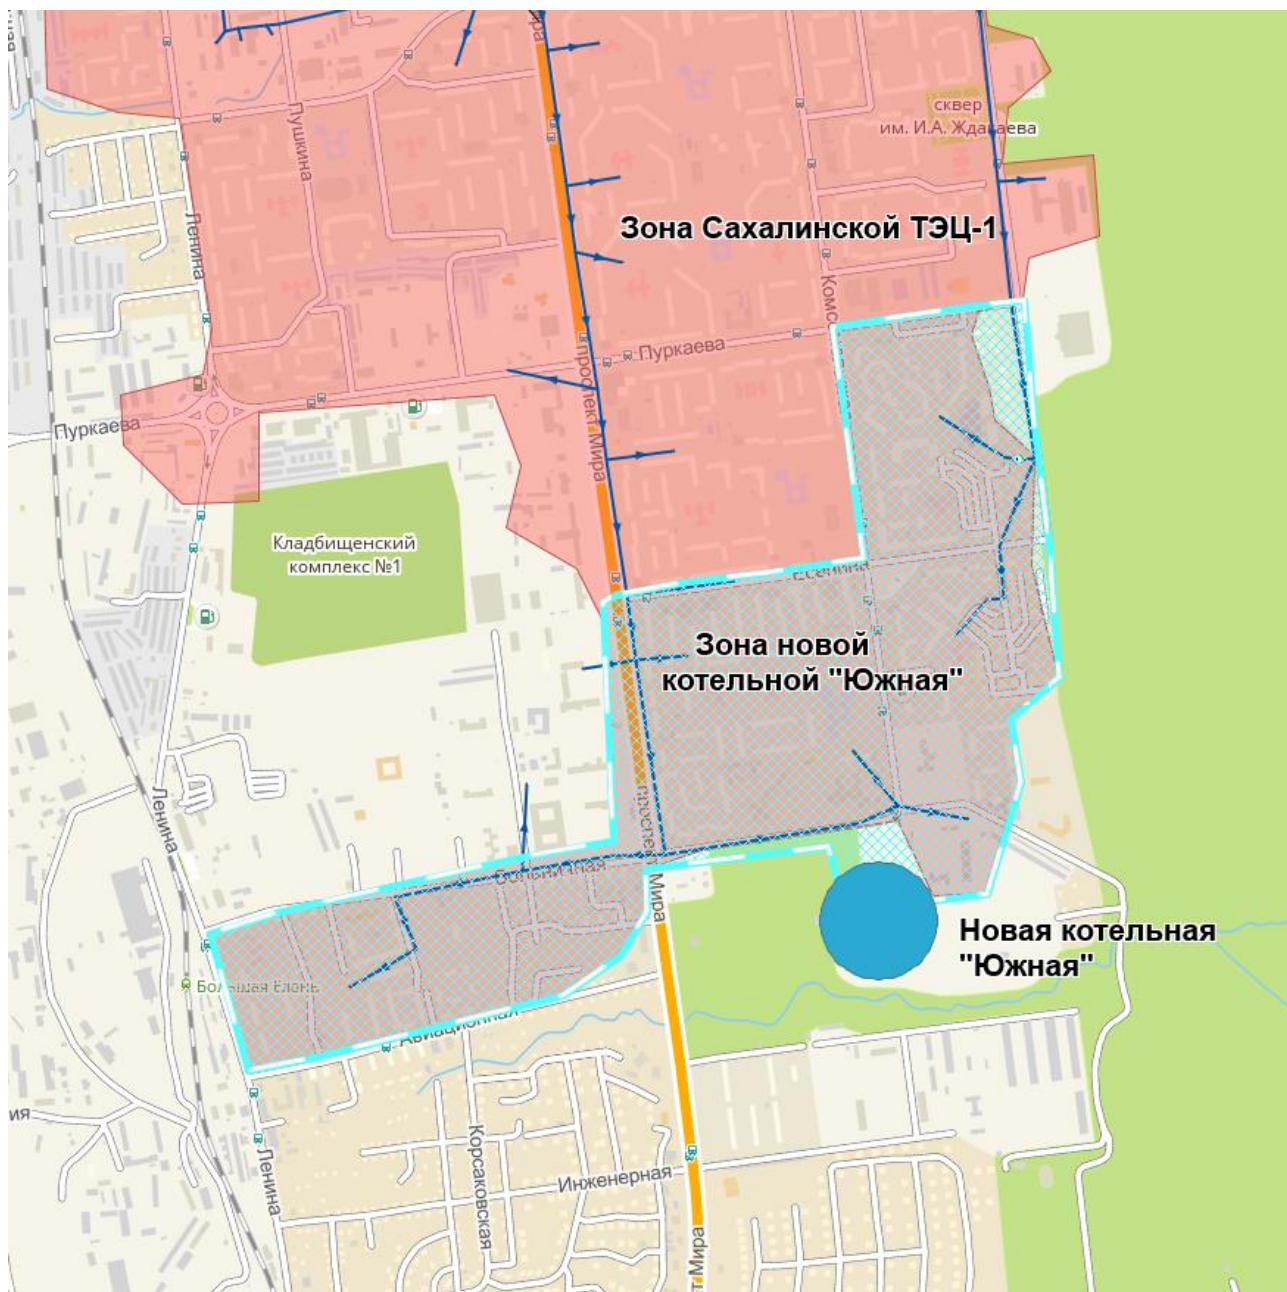 Пушкина
сквер
им. И.А. Ждакаева
Ленина
Зона Сахалинской ТЭЦ-1
Пуркаева
проспект Мира
Пуркаева
Кладбищенский
комплекс №1
Есенина
Зона новой
котельной "Южная"
Ленина
Больничная
Мира
Новая котельная
"Южная"
Большая Елань
Авиационная
Корсаковская
Ленина
Инженерная
Мира